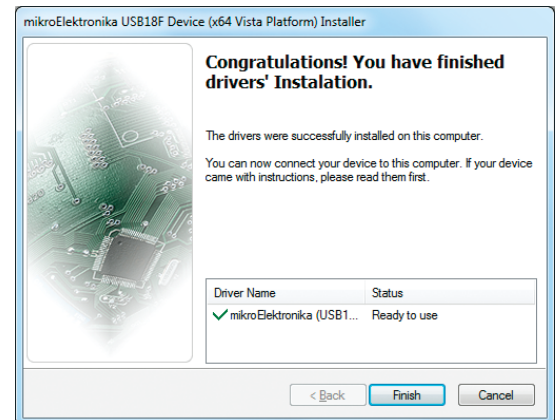 mikroElektronika USB18F Device (x64 Vista Platform) Installer
Congratulations! You have finished
drivers' Instalation.
The drivers were successfully installed on this computer.
You can now connect your device to this computer. If your device
came with instructions, please read them first.
Driver Name Status
mikroElektronika (USB1... Ready to use
< Back Finish Cancel